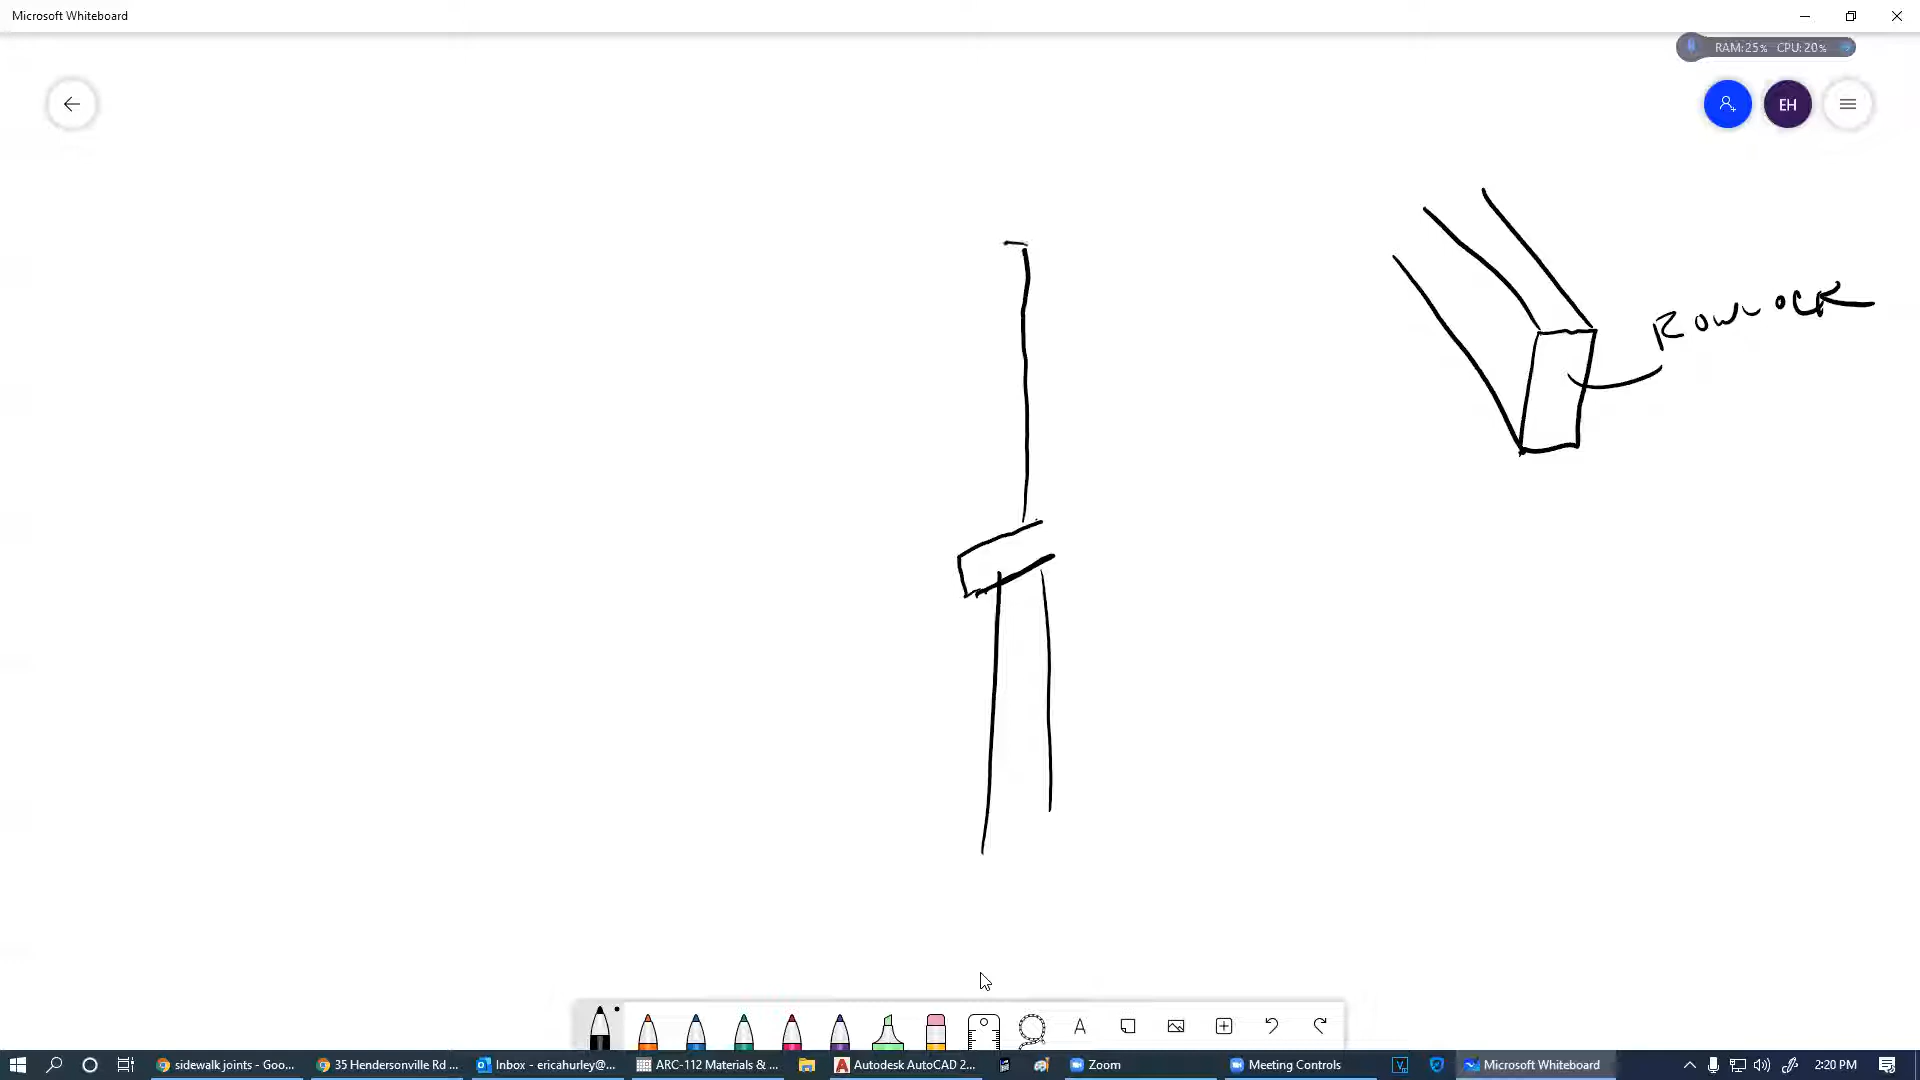 Microsoft Whiteboard
RAM:25% CPU:20%
EH
ROWLOCK
A
sidewalk joints - Goo...
35 Hendersonville Rd ...
Inbox - ericahurley@...
ARC-112 Materials & ...
Autodesk AutoCAD 2...
Zoom
Meeting Controls
Microsoft Whiteboard
2:20 PM